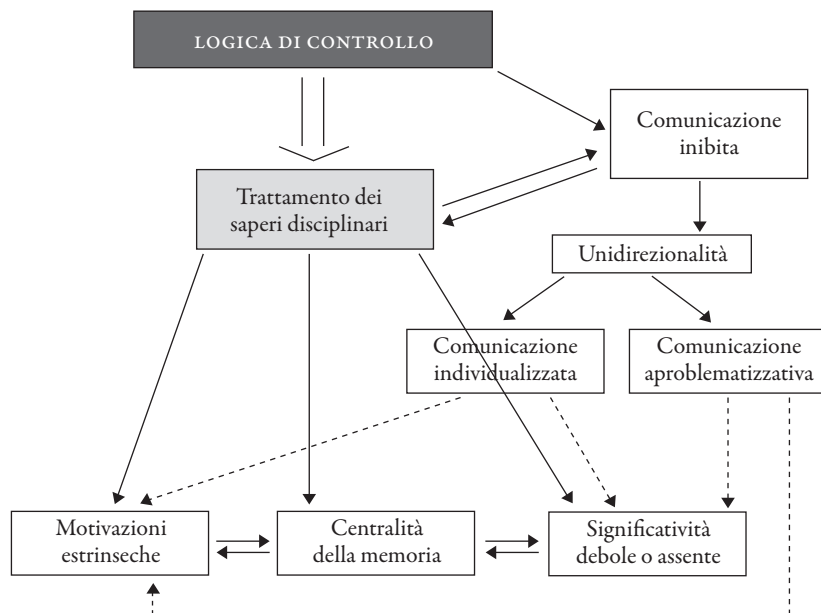 LOGICA DI CONTROLLO
Comunicazione
inibita
Trattamento dei
saperi disciplinari
Unidirezionalità
Comunicazione
individualizzata
Comunicazione
aproblematizzativa
Motivazioni
estrinseche
Centralità
della memoria
Significatività
debole o assente